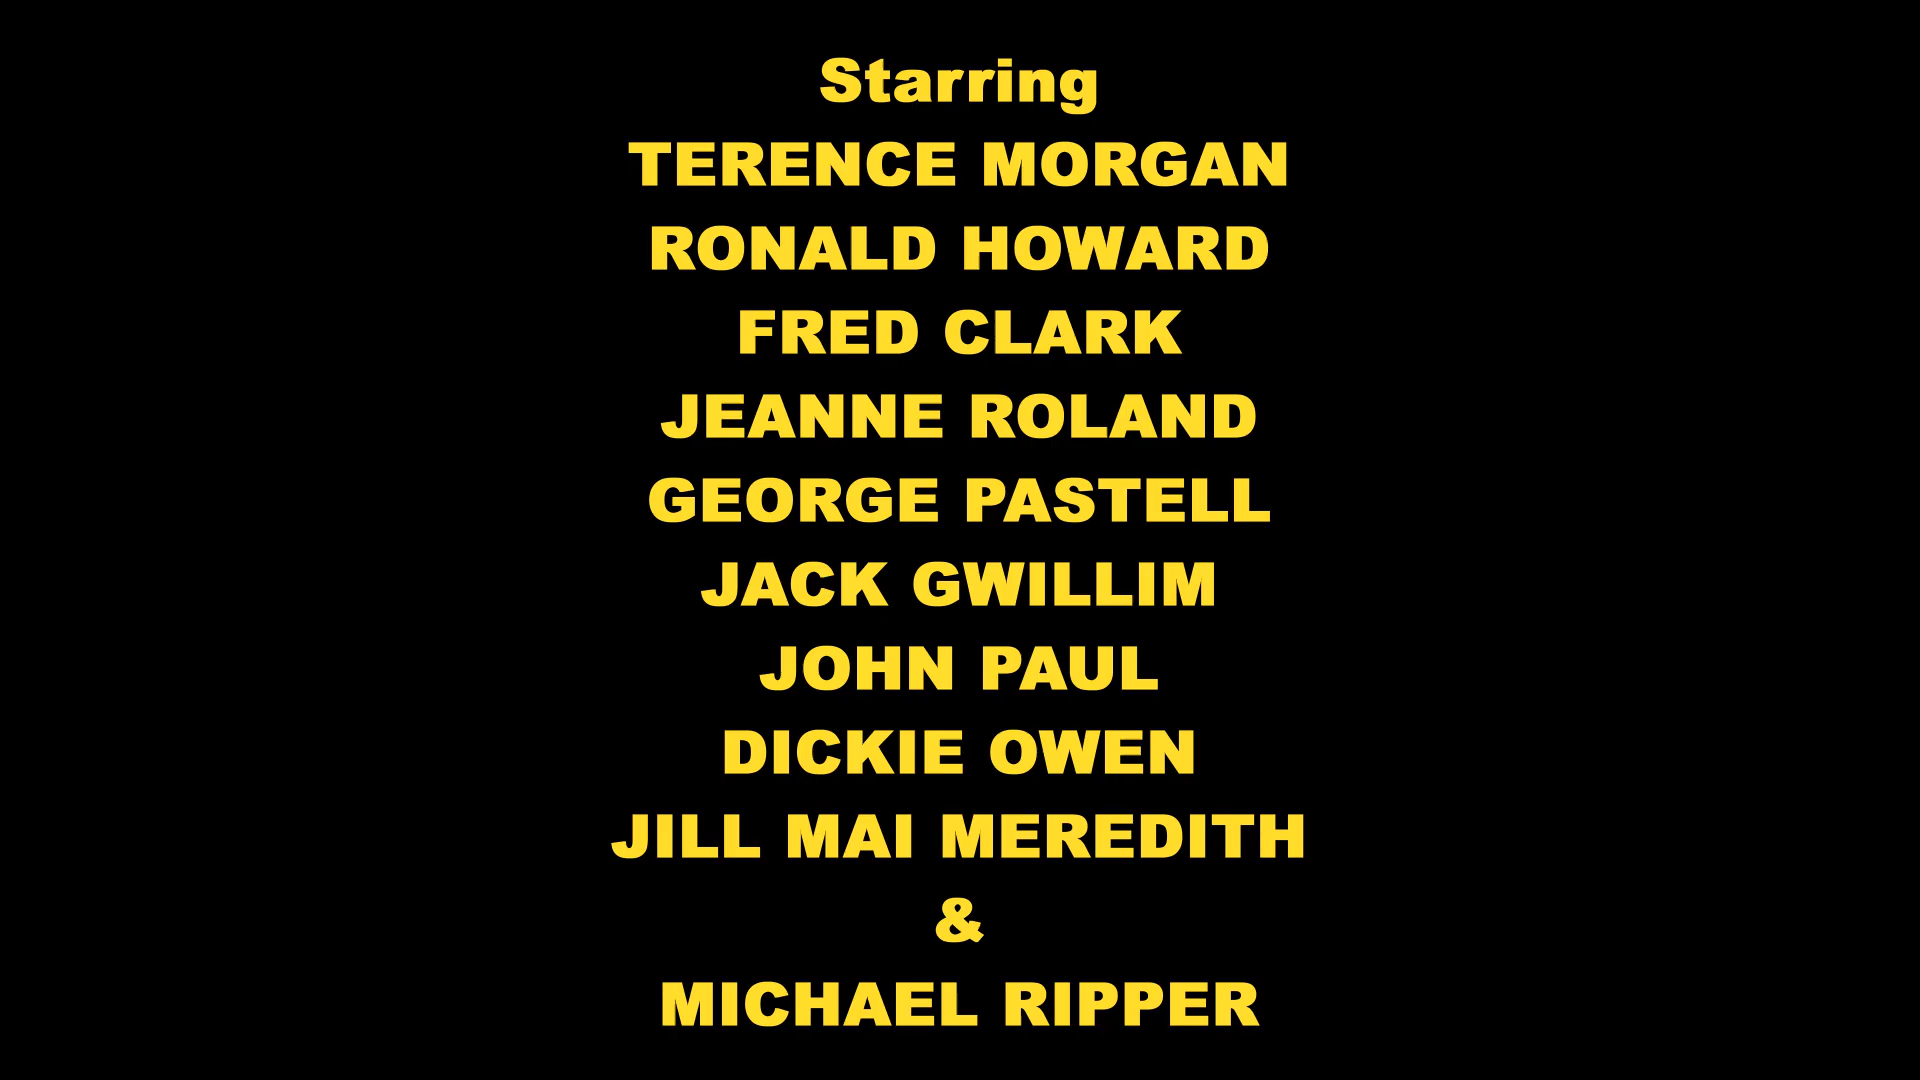 Starring
TERENCE MORGAN
RONALD HOWARD
FRED CLARK
JEANNE ROLAND
GEORGE PASTELL
JACK GWILLIM
JOHN PAUL
DICKIE OWEN
JILL MAI MEREDITH
&
MICHAEL RIPPER